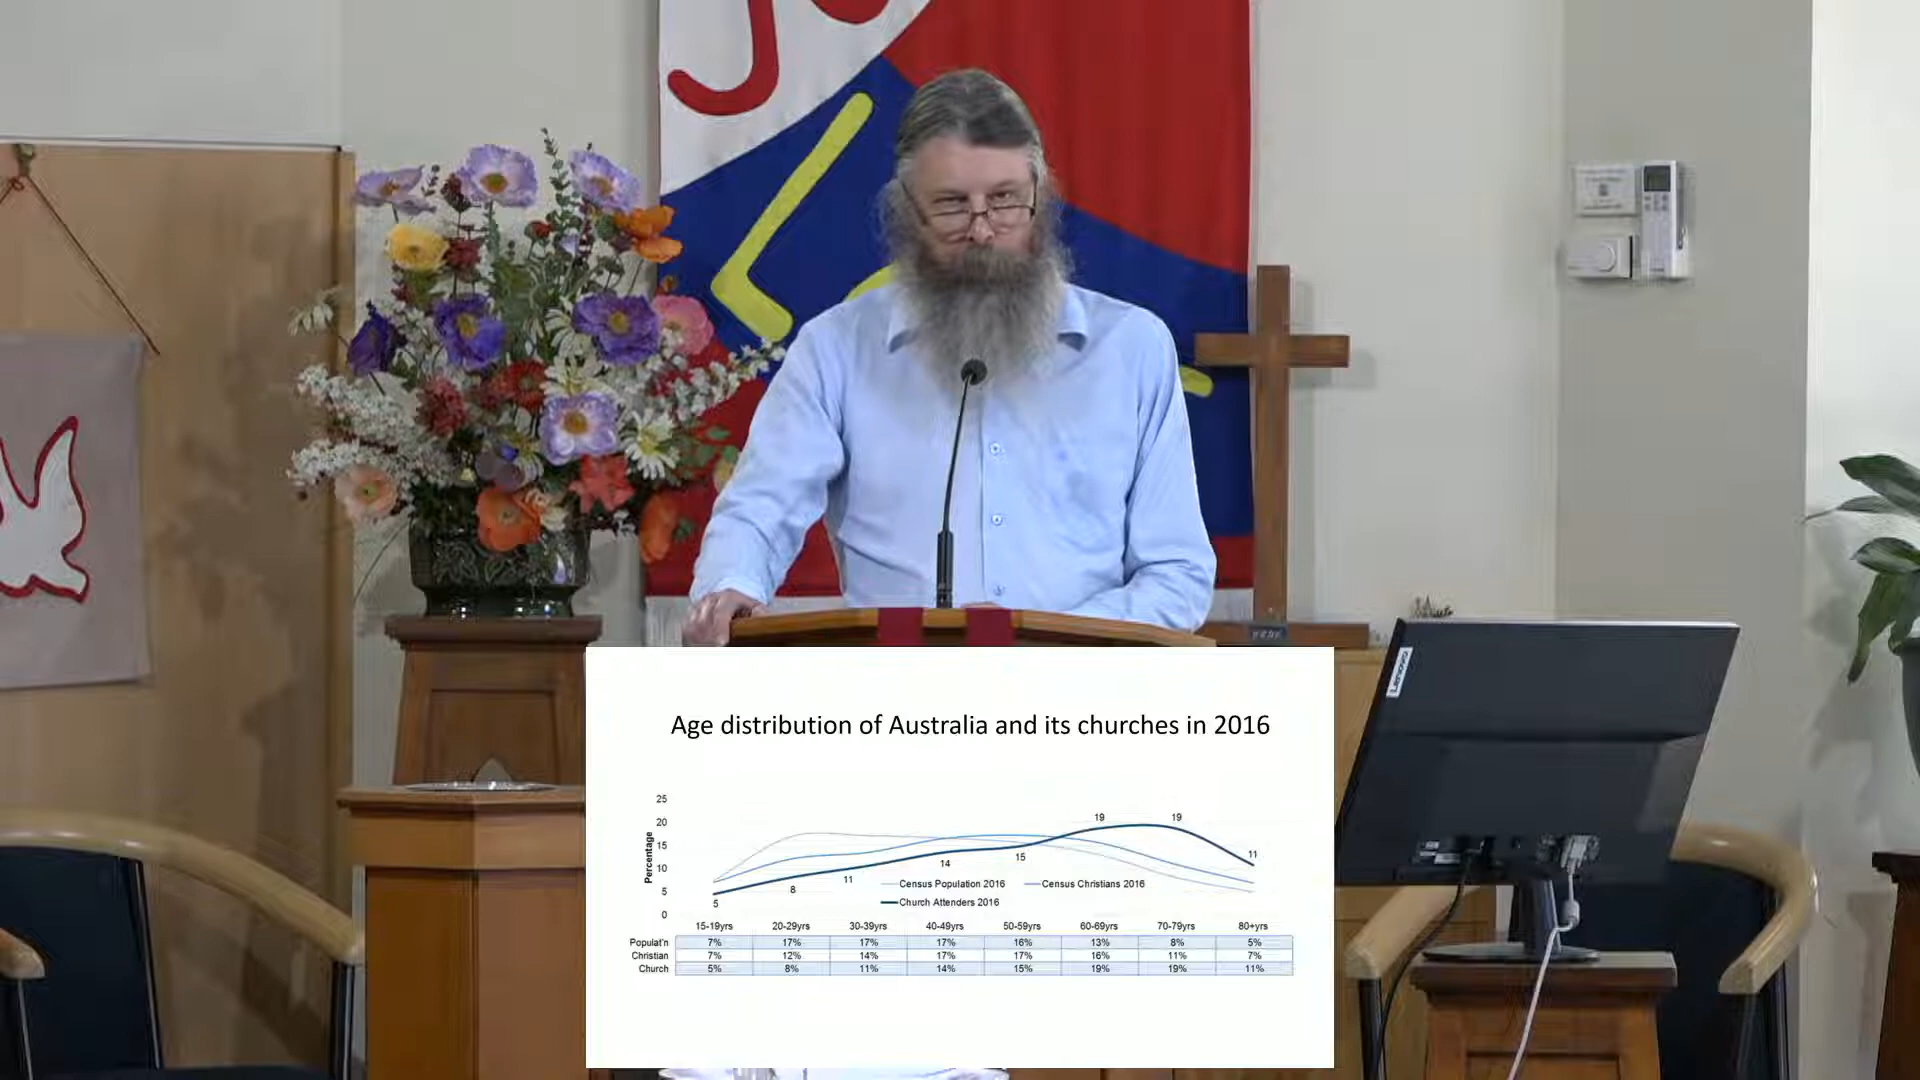 Lenovo
Age distribution of Australia and its churches in 2016
25
20
15
10
5
0
Percentage
5
8
11
14
15
19
19
11
Census Population 2016
Census Christians 2016
Church Attenders 2016
15-19yrs 20-29yrs 30-39yrs 40-49yrs 50-59yrs 60-69yrs 70-79yrs 80+yrs
Populat'n 7% 17% 17% 17% 16% 13% 8% 5%
Christian 7% 12% 14% 17% 17% 16% 11% 7%
Church 5% 8% 11% 14% 15% 19% 19% 11%